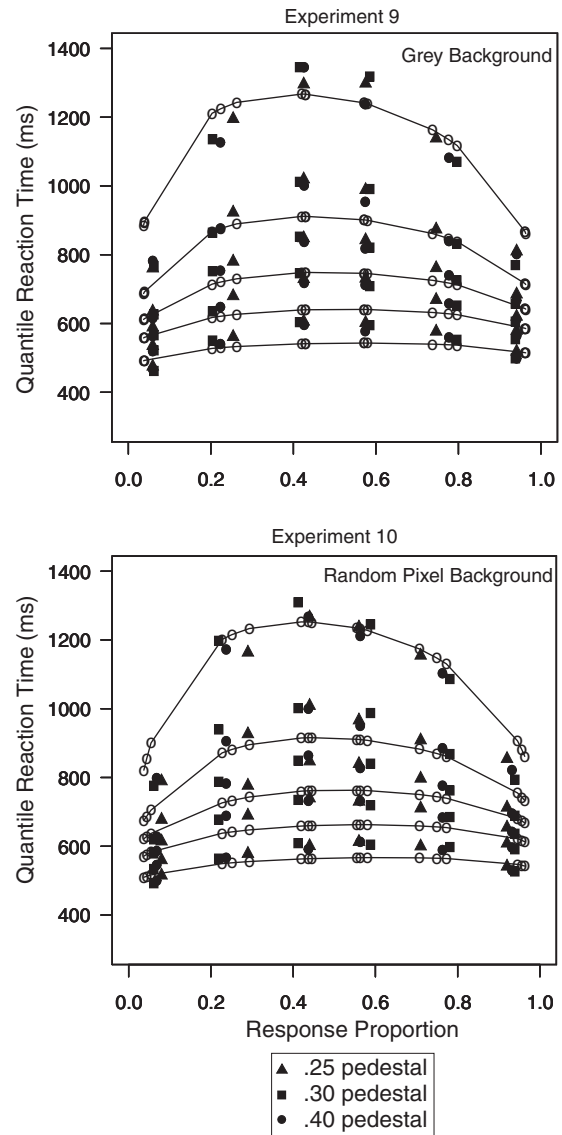 Experiment 9
Grey Background
Quantile Reaction Time (ms)
1400
1200
1000
800
600
400
0.0 0.2 0.4 0.6 0.8 1.0
Experiment 10
Random Pixel Background
Quantile Reaction Time (ms)
1400
1200
1000
800
600
400
0.0 0.2 0.4 0.6 0.8 1.0
Response Proportion
.25 pedestal
.30 pedestal
.40 pedestal